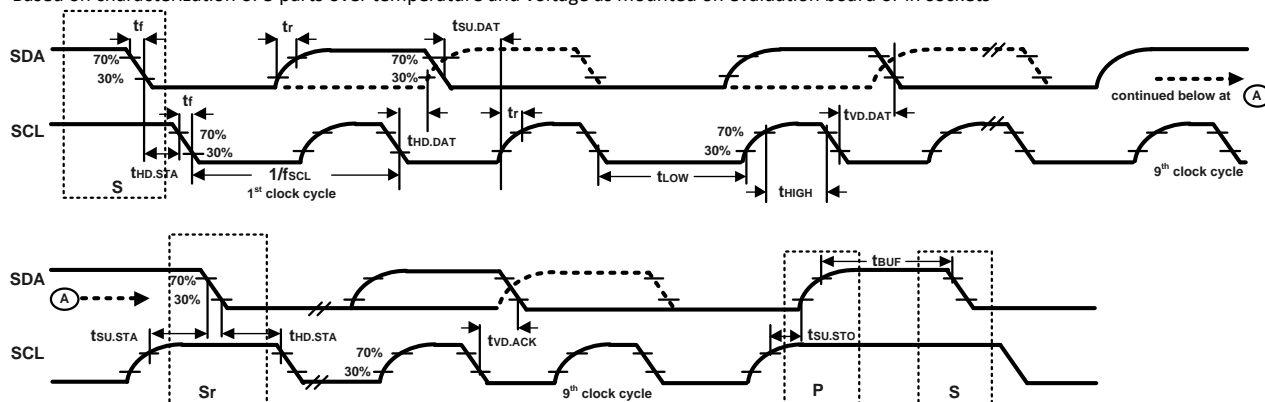 Based on characterization of 5 parts over temperature and voltage as mounted on evaluation board or in sockets
tf tr tSU.DAT
SDA 70% 30% 70% 30%
continued below at A
tf tHD.DAT tr tVD.DAT
SCL 70% 30% 70% 30%
tHD.STA 1/fSCL tLOW tHIGH
S 1st clock cycle 9th clock cycle
tBUF
SDA 70%
A 30%
tSU.STA tHD.STA tVD.ACK tSU.STO
SCL 70%
30%
Sr 9th clock cycle P S